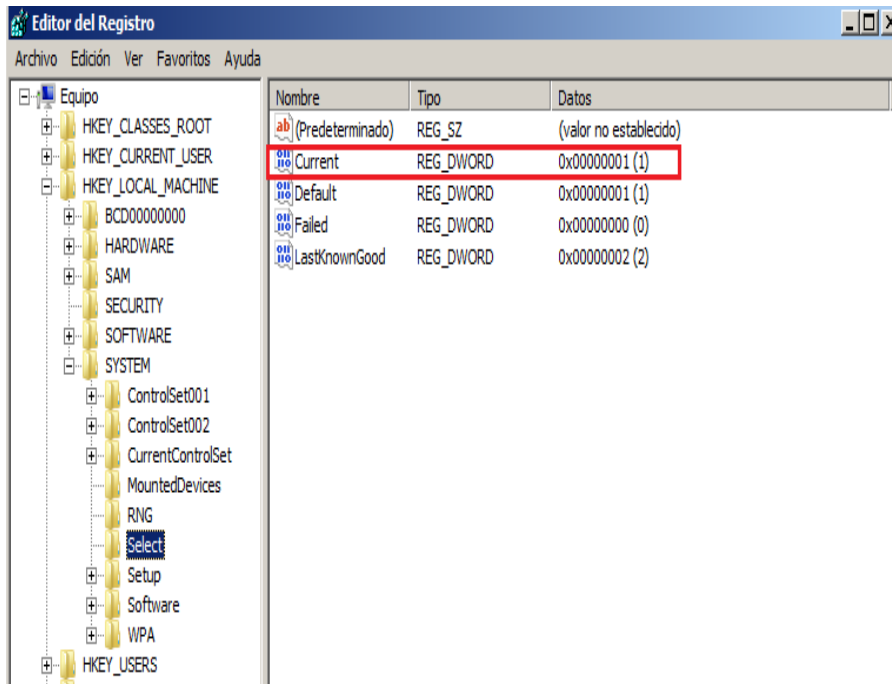 Editor del Registro
Archivo Edición Ver Favoritos Ayuda
Equipo
HKEY_CLASSES_ROOT
HKEY_CURRENT_USER
HKEY_LOCAL_MACHINE
BCD00000000
HARDWARE
SAM
SECURITY
SOFTWARE
SYSTEM
ControlSet001
ControlSet002
CurrentControlSet
MountedDevices
RNG
Select
Setup
Software
WPA
HKEY_USERS
Nombre Tipo Datos
(Predeterminado) REG_SZ (valor no establecido)
Current REG_DWORD 0x00000001 (1)
Default REG_DWORD 0x00000001 (1)
Failed REG_DWORD 0x00000000 (0)
LastKnownGood REG_DWORD 0x00000002 (2)